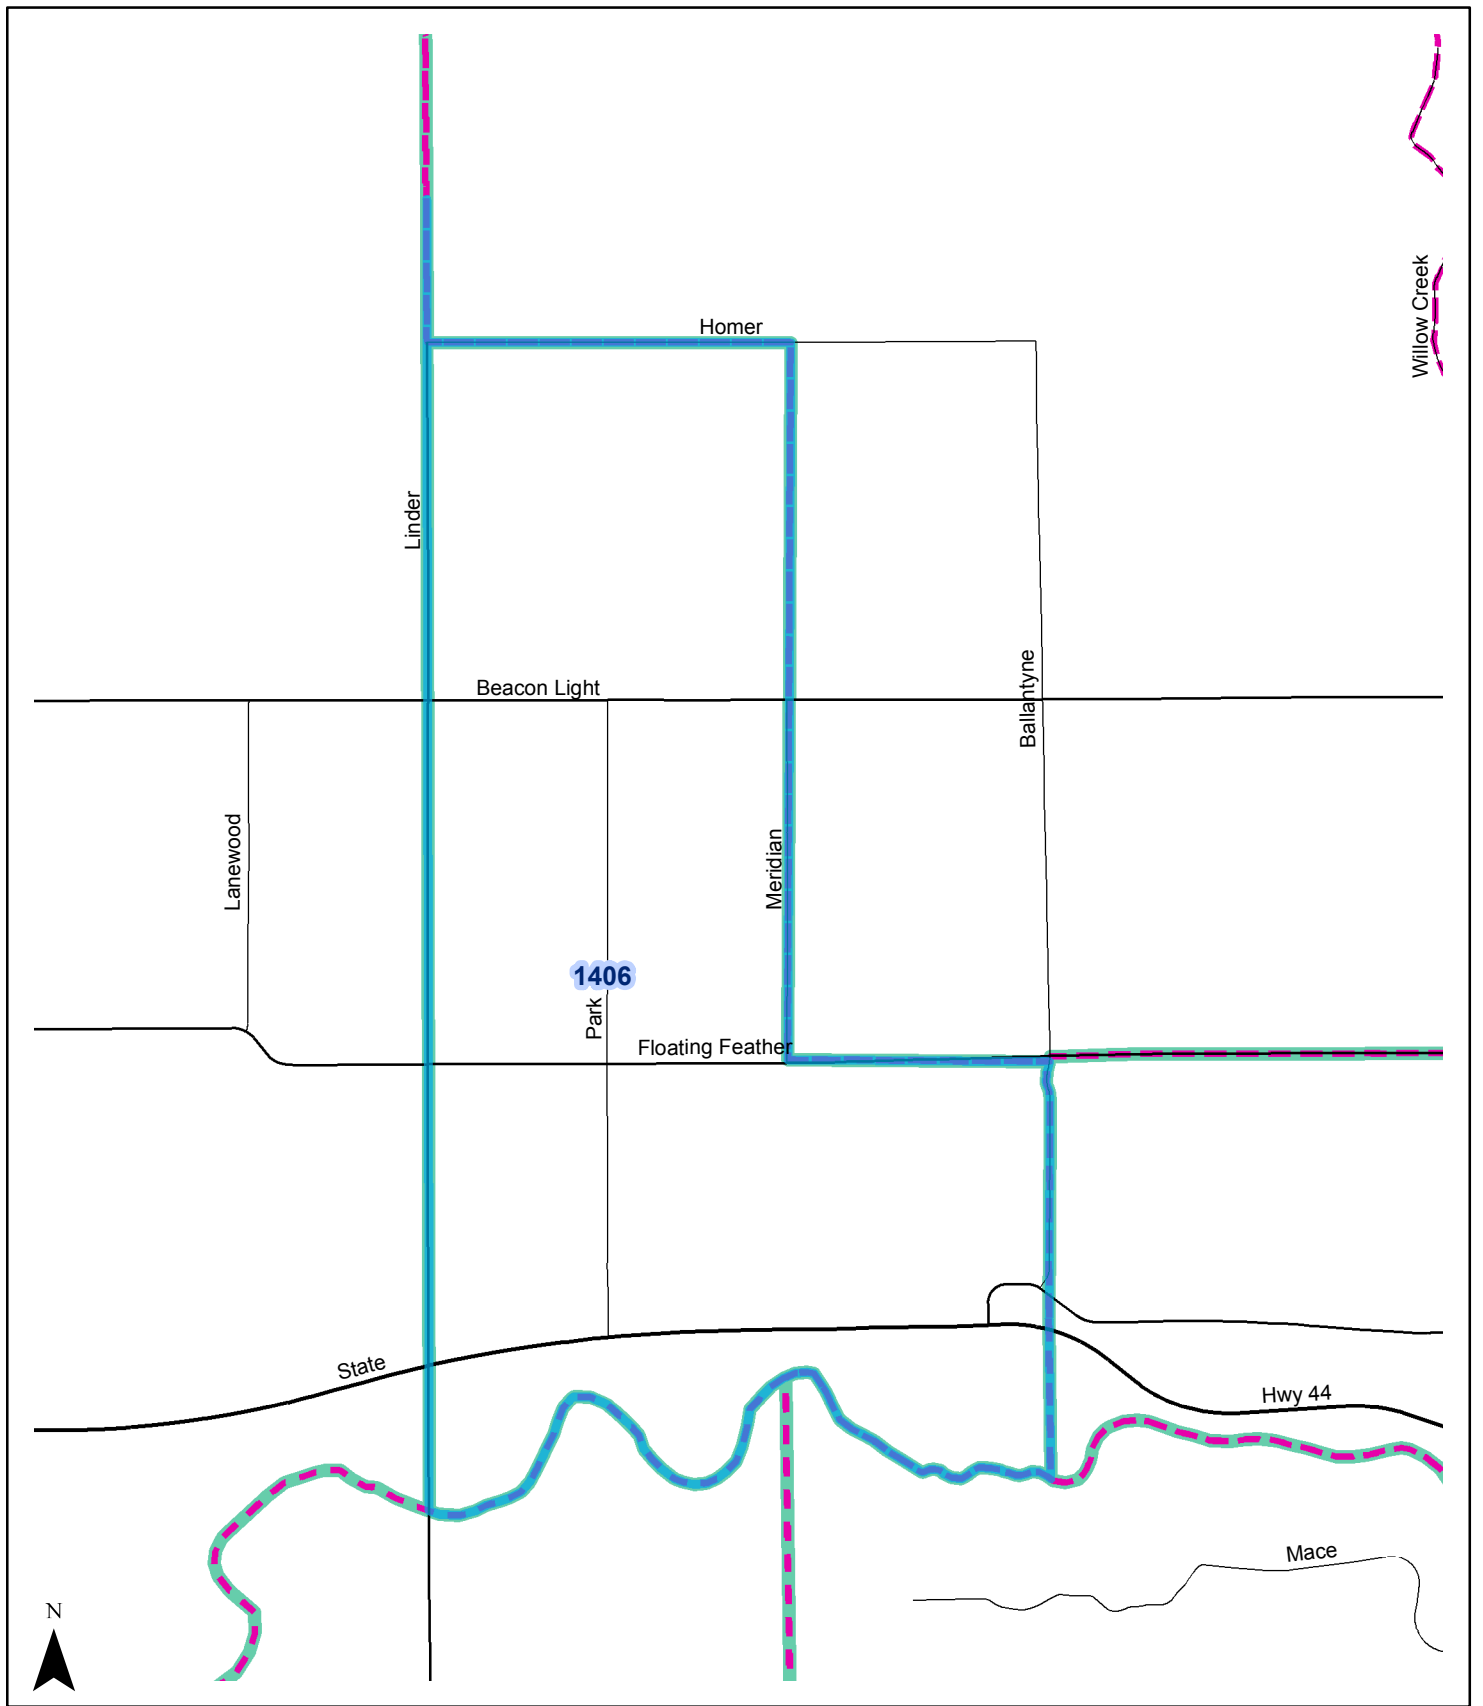 Willow Creek
Homer
Linder
Beacon Light
Ballantyne
Lanewood
Meridian
1406
Park
Floating Feather
State
Hwy 44
Mace
N